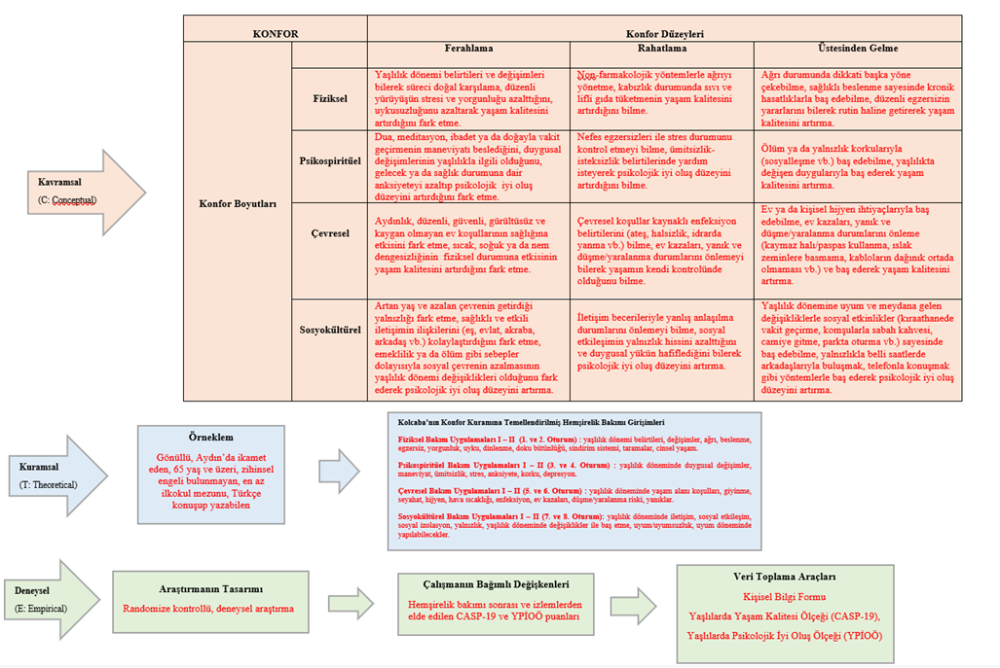 KONFOR
Konfor Düzeyleri
Ferahlama
Rahatlama
Üstesinden Gelme
Konfor Boyutları
Fiziksel
Yaşlılık dönemi belirtileri ve değişimleri
bilerek süreci doğal karşılama, düzenli
yürüyüşün stresi ve yorgunluğu azalttığını,
uykusuzluğunu azaltarak yaşam kalitesini
artırdığını fark etme.
Non-farmakolojik yöntemlerle ağrıyı
yönetme, kabızlık durumunda sıvı ve
lifli gıda tüketmenin yaşam kalitesini
artırdığını bilme.
Ağrı durumunda dikkati başka yöne
çekebilme, sağlıklı beslenme sayesinde kronik
hasatlıklarla baş edebilme, düzenli egzersizin
yararlarını bilerek rutin haline getirerek yaşam
kalitesini artırma.
Psikospiritüel
Dua, meditasyon, ibadet ya da doğayla vakit
geçirmenin maneviyatı beslediğini, duygusal
değişimlerinin yaşlılıkla ilgili olduğunu,
gelecek ya da sağlık durumuna dair
anksiyeteyi azaltıp psikolojik iyi oluş
düzeyini artırdığını fark etme.
Nefes egzersizleri ile stres durumunu
kontrol etmeyi bilme, ümitsizlik-
isteksizlik belirtilerinde yardım
isteyerek psikolojik iyi oluş düzeyini
artırdığını bilme.
Ölüm ya da yalnızlık korkularıyla
(sosyalleşme vb.) baş edebilme, yaşlılıkta
değişen duygularıyla baş ederek yaşam
kalitesini artırma.
Çevresel
Aydınlık, düzenli, güvenli, gürültüsüz ve
kaygan olmayan ev koşullarının sağlığına
etkisini fark etme, sıcak, soğuk ya da nem
dengesizliğinin fiziksel durumuna etkisinin
yaşam kalitesini artırdığını fark etme.
Çevresel koşullar kaynaklı enfeksiyon
belirtilerini (ateş, halsizlik, idrarda
yanma vb.) bilme, ev kazaları, yanık ve
düşme/yaralanma durumlarını önlemeyi
bilerek yaşamın kendi kontrolünde
olduğunu bilme.
Ev ya da kişisel hijyen ihtiyaçlarıyla baş
edebilme, ev kazaları, yanık ve
düşme/yaralanma durumlarını önleme
(kaymaz halı/paspas kullanma, ıslak
zeminlere basmama, kabloların dağınık ortada
olmaması vb.) ve baş ederek yaşam kalitesini
artırma.
Sosyokültürel
Artan yaş ve azalan çevrenin getirdiği
yalnızlığı fark etme, sağlıklı ve etkili
iletişimin ilişkilerini (eş, evlat, akraba,
arkadaş vb.) kolaylaştırdığını fark etme,
emeklilik ya da ölüm gibi sebepler
dolayısıyla sosyal çevrenin azalmasının
yaşlılık dönemi değişiklikleri olduğunu fark
ederek psikolojik iyi oluş düzeyini artırma.
İletişim becerileriyle yanlış anlaşılma
durumlarını önlemeyi bilme, sosyal
etkileşimin yalnızlık hissini azalttığını
ve duygusal yükün hafiflediğini bilerek
psikolojik iyi oluş düzeyini artırma.
Yaşlılık dönemine uyum ve meydana gelen
değişikliklerle sosyal etkinlikler (kıraathanede
vakit geçirme, komşularla sabah kahvesi,
camiye gitme, parkta oturma vb.) sayesinde
baş edebilme, yalnızlıkla belli saatlerde
arkadaşlarıyla buluşmak, telefonla konuşmak
gibi yöntemlerle baş ederek psikolojik iyi oluş
düzeyini artırma.
Kavramsal
(C: Conceptual)
Kuramsal
(T: Theoretical)
Örneklem
Gönüllü, Aydın'da ikamet
eden, 65 yaş ve üzeri, zihinsel
engeli bulunmayan, en az
ilkokul mezunu, Türkçe
konuşup yazabilen
Kolcaba'nın Konfor Kuramına Temellendirilmiş Hemşirelik Bakımı Girişimleri
Fiziksel Bakım Uygulamaları I – II (1. ve 2. Oturum) : yaşlılık dönemi belirtileri, değişimler, ağrı, beslenme,
egzersin, yorgunluk, uyku, dinlenme, doku bütünlüğü, sindirim sistemi, taramalar, cinsel yaşam.
Psikospiritüel Bakım Uygulamaları I – II (3. ve 4. Oturum) : yaşlılık döneminde duygusal değişimler,
maneviyat, ümitsizlik, stres, anksiyete, korku, depresyon.
Çevresel Bakım Uygulamaları I – II (5. ve 6. Oturum) : yaşlılık döneminde yaşam alanı koşulları, giyinme,
seyahat, hijyen, hava sıcaklığı, enfeksiyon, ev kazaları, düşme/yaralanma riski, yanıklar.
Sosyokültürel Bakım Uygulamaları I – II (7. ve 8. Oturum): yaşlılık döneminde iletişim, sosyal etkileşim,
sosyal izolasyon, yalnızlık, yaşlılık döneminde değişiklikler ile baş etme, uyum/uyumsuzluk, uyum döneminde
yapılabilecekler.
Deneysel
(E: Empirical)
Araştırmanın Tasarımı
Randomize kontrollü, deneysel araştırma
Çalışmanın Bağımlı Değişkenleri
Hemşirelik bakımı sonrası ve izlemlerden
elde edilen CASP-19 ve YPİOÖ puanları
Veri Toplama Araçları
Kişisel Bilgi Formu
Yaşlılarda Yaşam Kalitesi Ölçeği (CASP-19),
Yaşlılarda Psikolojik İyi Oluş Ölçeği (YPİOÖ)